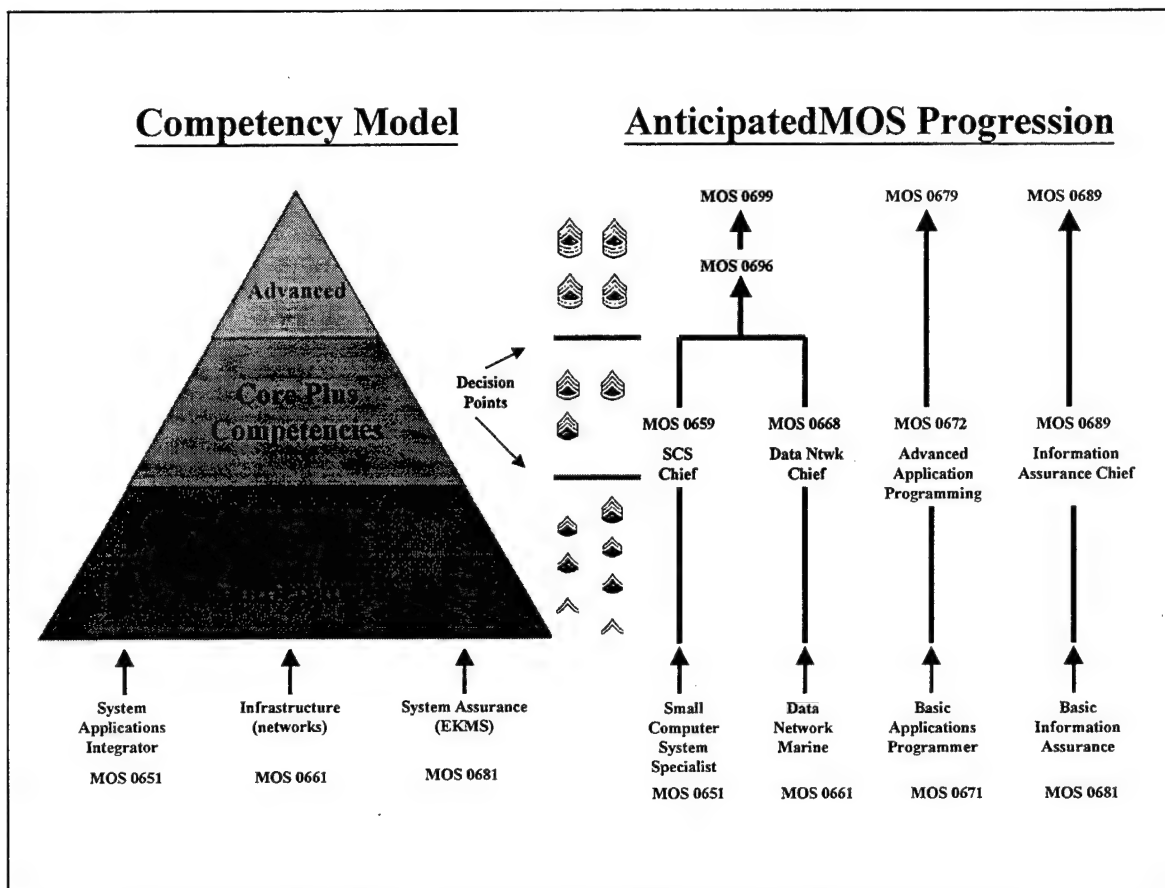 Competency Model
AnticipatedMOS Progression
Advanced
Core Plus
Competencies
Decision
Points
System
Applications
Integrator
MOS 0651
Infrastructure
(networks)
MOS 0661
System Assurance
(EKMS)
MOS 0681
MOS 0699
MOS 0696
MOS 0659
SCS
Chief
MOS 0668
Data Ntwk
Chief
Small
Computer
System
Specialist
MOS 0651
Data
Network
Marine
MOS 0661
MOS 0679
MOS 0672
Advanced
Application
Programming
Basic
Applications
Programmer
MOS 0671
MOS 0689
MOS 0689
Information
Assurance Chief
Basic
Information
Assurance
MOS 0681